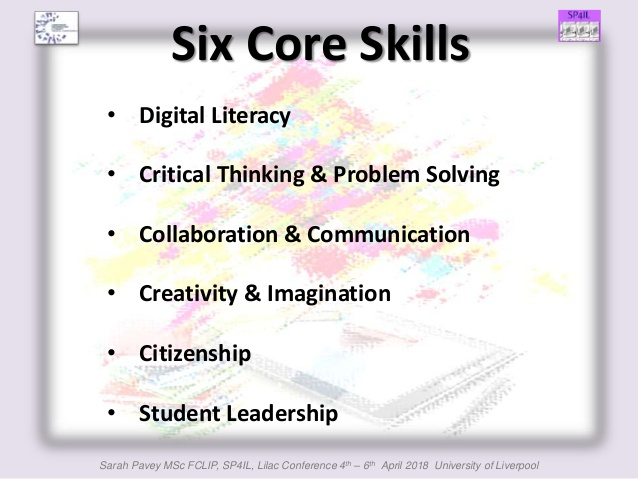 SP4IL
Six Core Skills
• Digital Literacy
• Critical Thinking & Problem Solving
• Collaboration & Communication
• Creativity & Imagination
• Citizenship
• Student Leadership
Sarah Pavey MSc FCLIP, SP4IL, Lilac Conference 4th – 6th April 2018 University of Liverpool